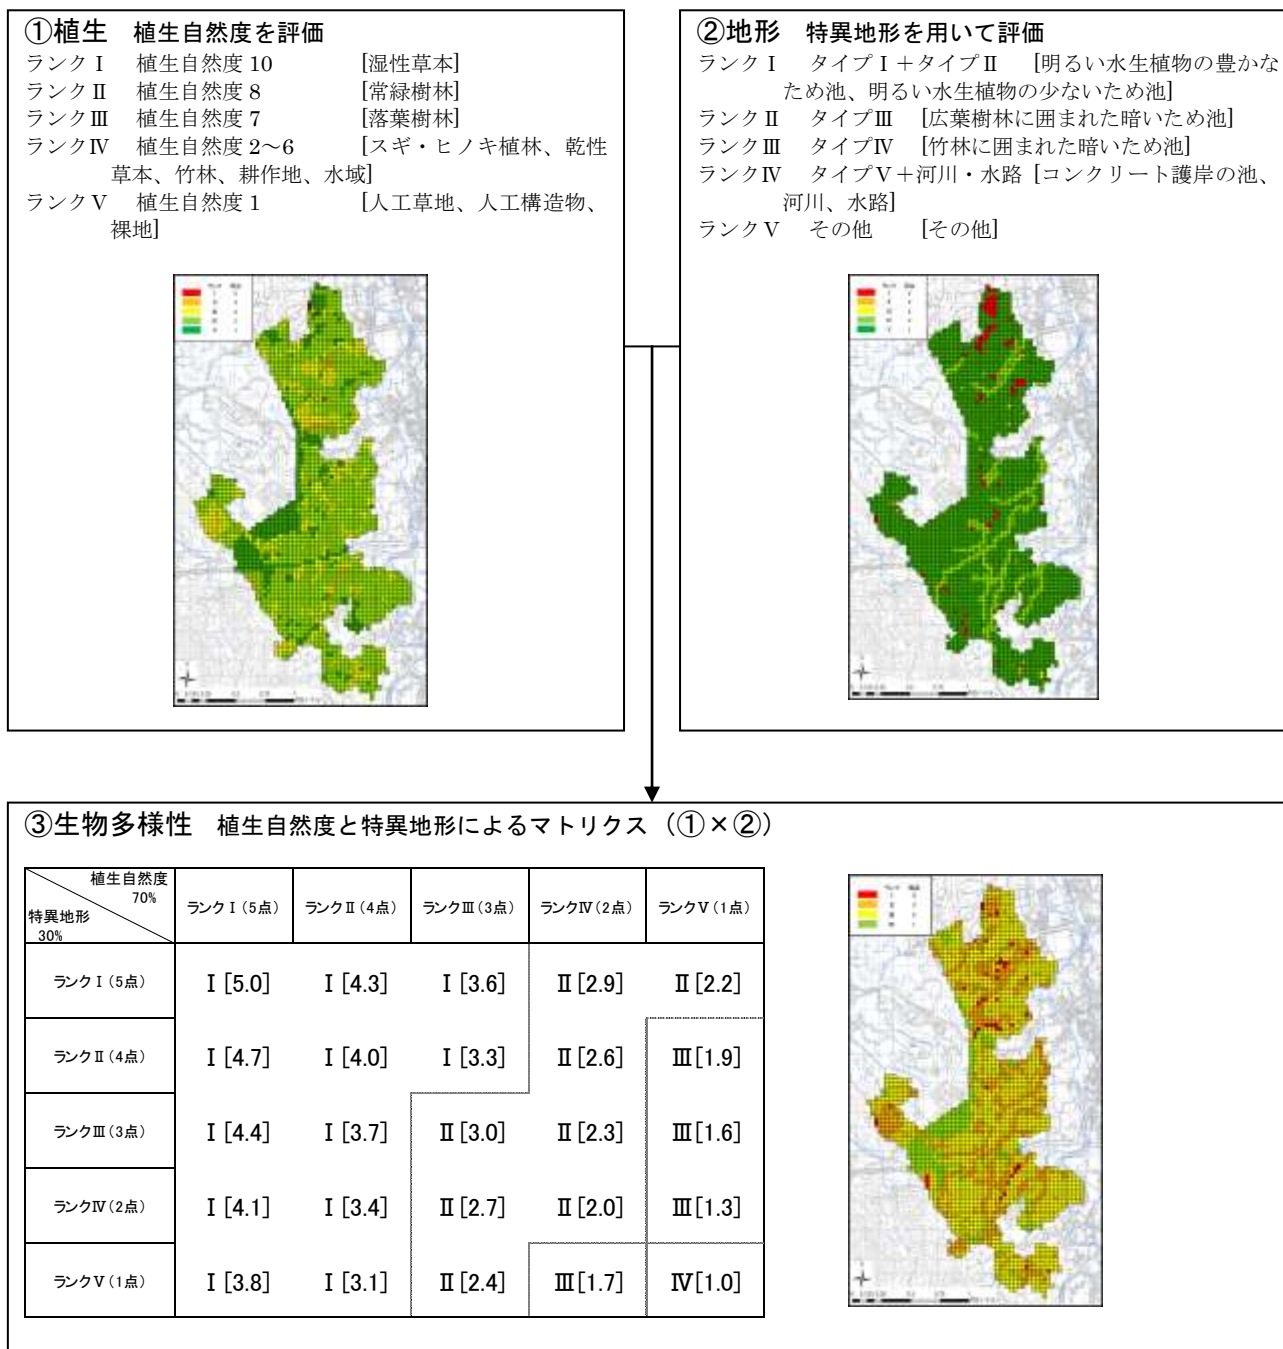 ①植生 植生自然度を評価
ランクⅠ 植生自然度 10 [湿性草本]
ランクⅡ 植生自然度 8 [常緑樹林]
ランクⅢ 植生自然度 7 [落葉樹林]
ランクⅣ 植生自然度 2～6 [スギ・ヒノキ植林、乾性
草本、竹林、耕作地、水域]
ランクⅤ 植生自然度 1 [人工草地、人工構造物、
裸地]
②地形 特異地形を用いて評価
ランクⅠ タイプⅠ＋タイプⅡ [明るい水生植物の豊かな
ため池、明るい水生植物の少ないため池]
ランクⅡ タイプⅢ [広葉樹林に囲まれた暗いため池]
ランクⅢ タイプⅣ [竹林に囲まれた暗いため池]
ランクⅣ タイプⅤ＋河川・水路 [コンクリート護岸の池、
河川、水路]
ランクⅤ その他 [その他]
③生物多様性 植生自然度と特異地形によるマトリクス（①×②）
植生自然度
70%
特異地形
30%
ランクⅠ（5点） ランクⅡ（4点） ランクⅢ（3点） ランクⅣ（2点） ランクⅤ（1点）
ランクⅠ（5点） Ⅰ [5.0] Ⅰ [4.3] Ⅰ [3.6] Ⅱ [2.9] Ⅱ [2.2]
ランクⅡ（4点） Ⅰ [4.7] Ⅰ [4.0] Ⅰ [3.3] Ⅱ [2.6] Ⅲ[1.9]
ランクⅢ（3点） Ⅰ [4.4] Ⅰ [3.7] Ⅱ [3.0] Ⅱ [2.3] Ⅲ[1.6]
ランクⅣ（2点） Ⅰ [4.1] Ⅰ [3.4] Ⅱ [2.7] Ⅱ [2.0] Ⅲ[1.3]
ランクⅤ（1点） Ⅰ [3.8] Ⅰ [3.1] Ⅱ [2.4] Ⅲ[1.7] Ⅳ[1.0]